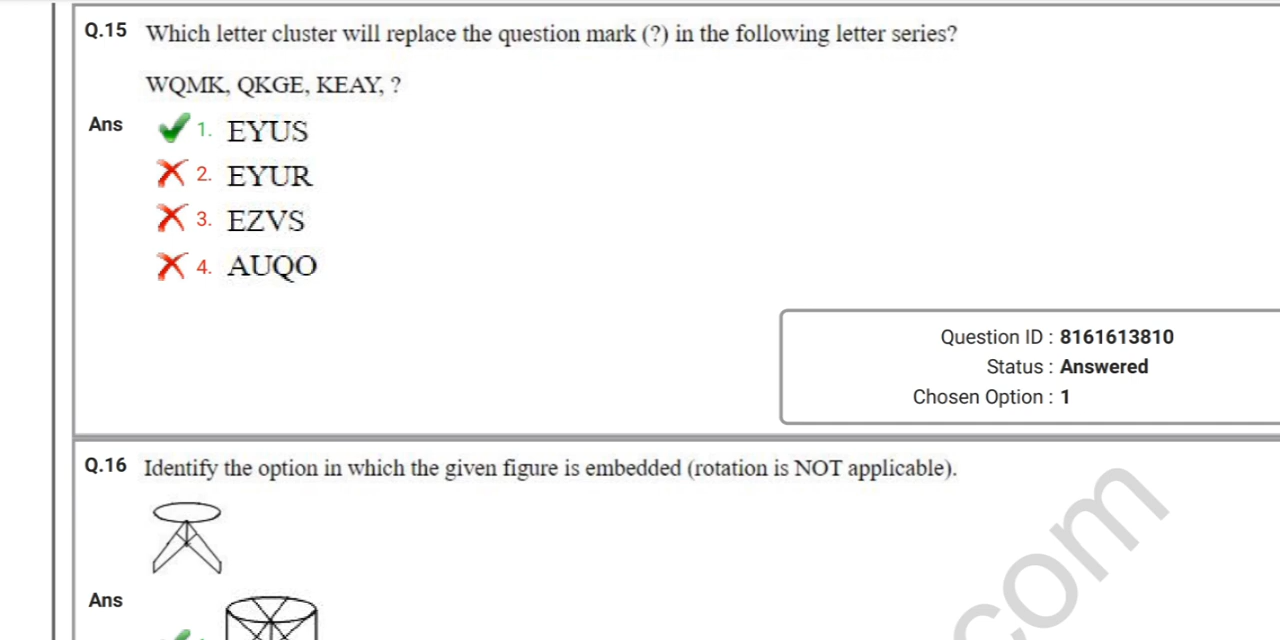 Q.15 Which letter cluster will replace the question mark (?) in the following letter series?
WQMK, QKGE, KEAY, ?
Ans 1. EYUS
2. EYUR
3. EZVS
4. AUQO
Question ID : 8161613810
Status : Answered
Chosen Option : 1
Q.16 Identify the option in which the given figure is embedded (rotation is NOT applicable).
Ans
.com